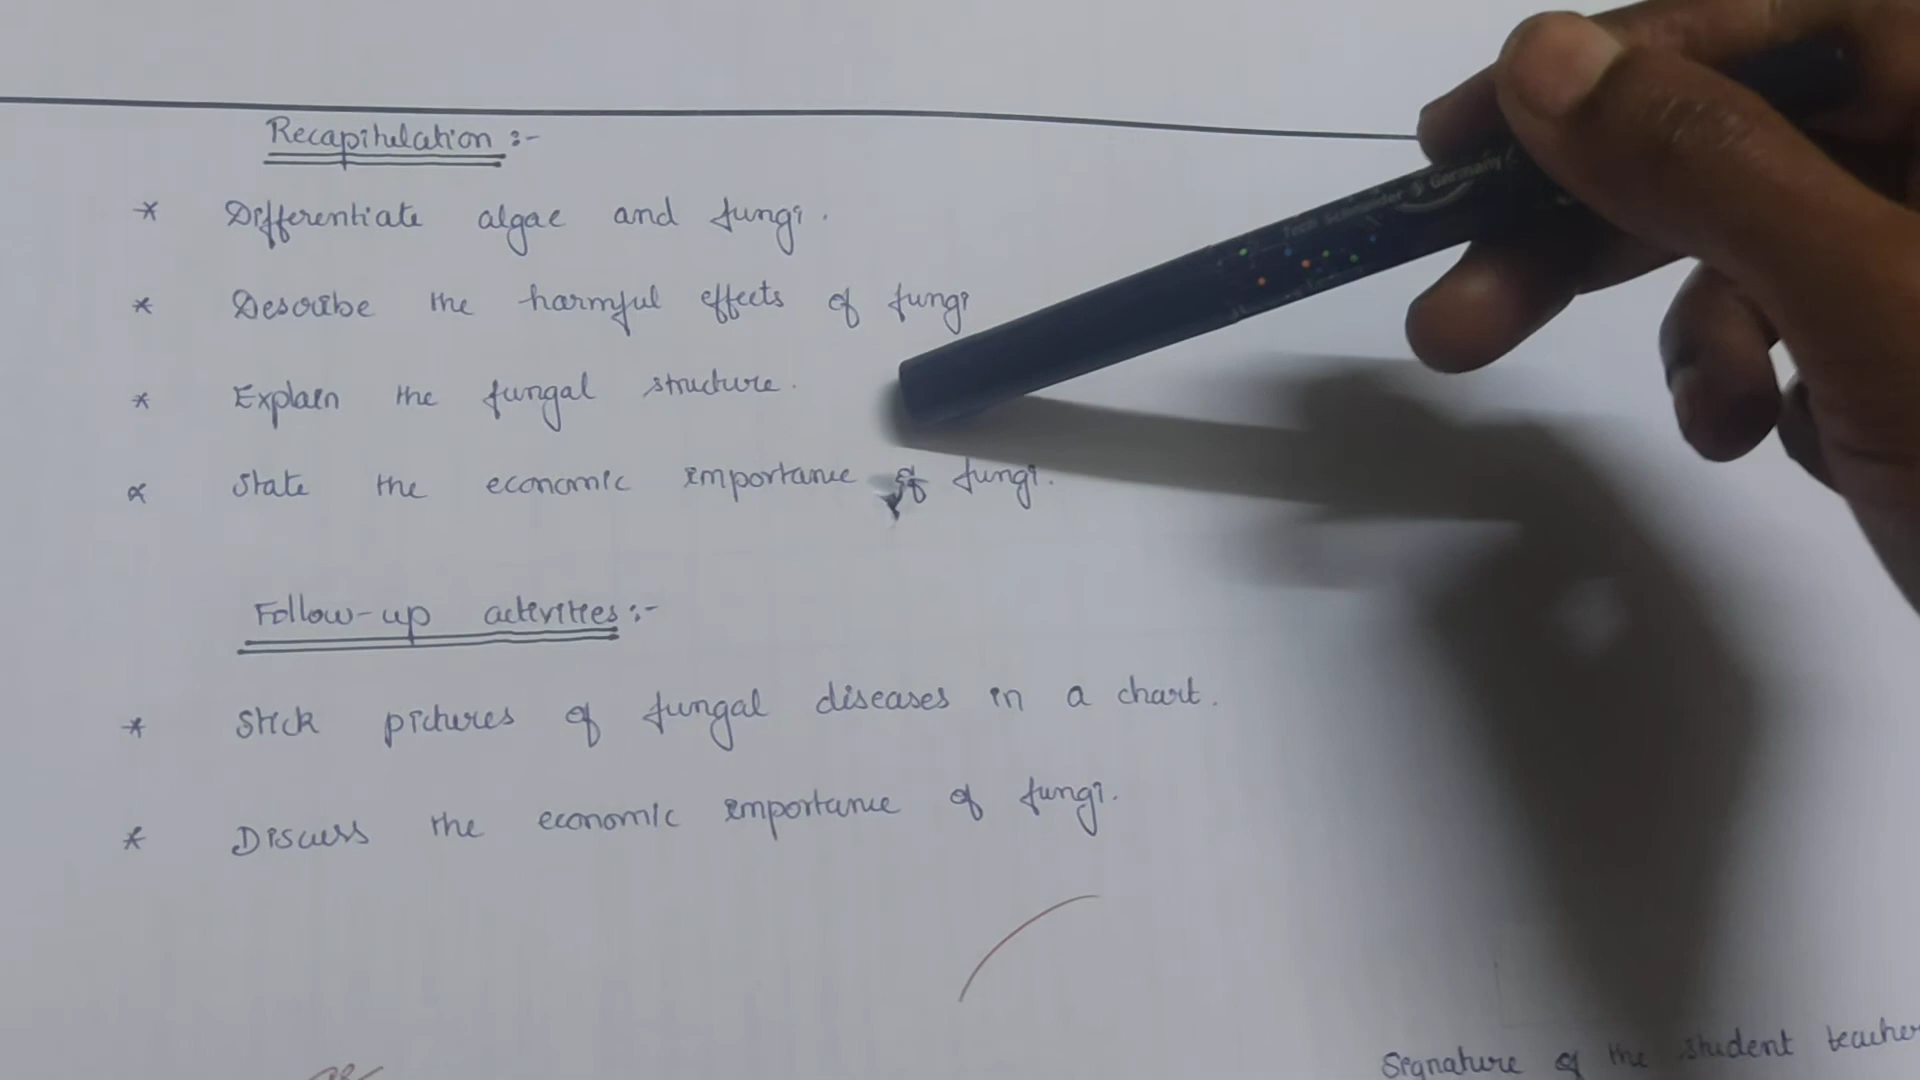 Recapitulation :-
* Differentiate algae and fungi.
* Describe the harmful effects of fungi
* Explain the fungal structure.
* State the economic importance of fungi.
Follow-up activities :-
* Stick pictures of fungal diseases in a chart.
* Discuss the economic importance of fungi.
Signature of the student teacher
Germany